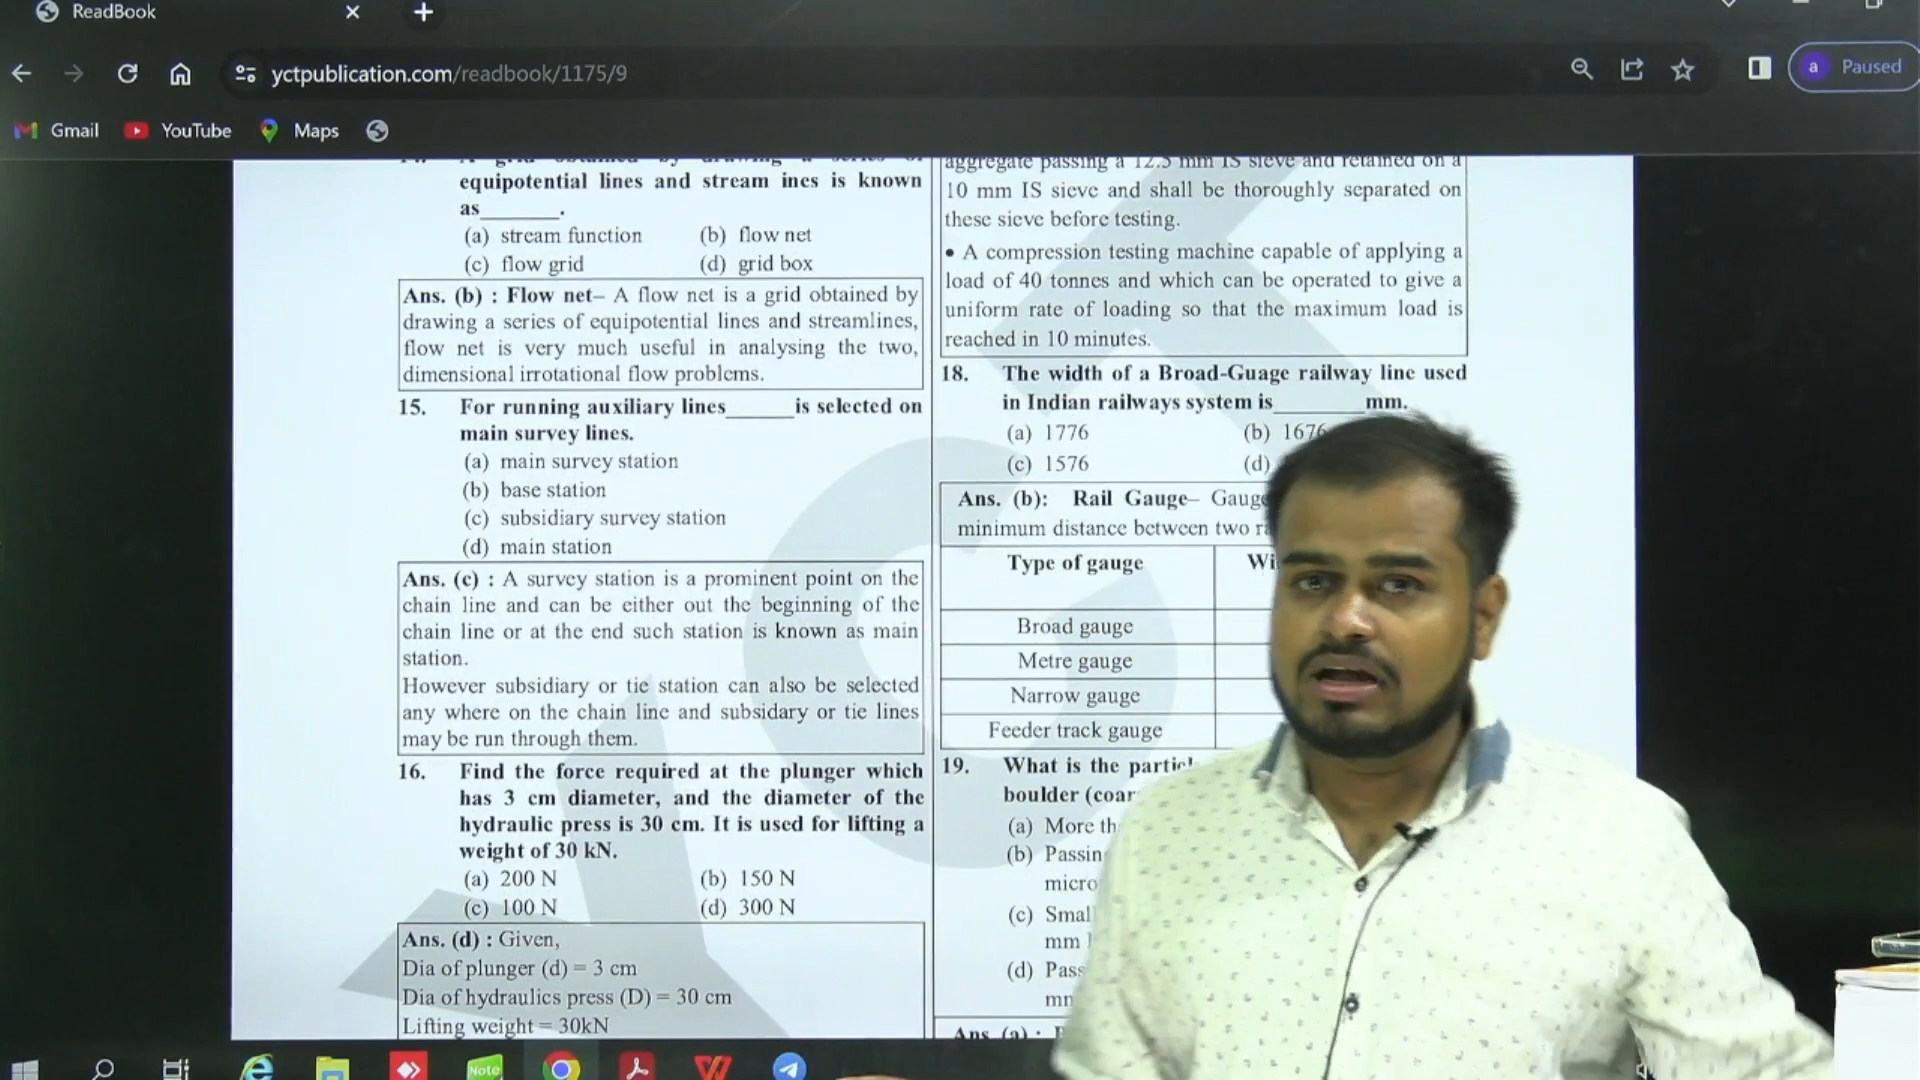 ReadBook
yctpublication.com/readbook/1175/9
a Paused
Gmail YouTube Maps
equipotential lines and stream ines is known
as_______.
(a) stream function (b) flow net
(c) flow grid (d) grid box
Ans. (b) : Flow net– A flow net is a grid obtained by
drawing a series of equipotential lines and streamlines,
flow net is very much useful in analysing the two,
dimensional irrotational flow problems.
15. For running auxiliary lines______is selected on
main survey lines.
(a) main survey station
(b) base station
(c) subsidiary survey station
(d) main station
Ans. (c) : A survey station is a prominent point on the
chain line and can be either out the beginning of the
chain line or at the end such station is known as main
station.
However subsidiary or tie station can also be selected
any where on the chain line and subsidary or tie lines
may be run through them.
16. Find the force required at the plunger which
has 3 cm diameter, and the diameter of the
hydraulic press is 30 cm. It is used for lifting a
weight of 30 kN.
(a) 200 N (b) 150 N
(c) 100 N (d) 300 N
Ans. (d) : Given,
Dia of plunger (d) = 3 cm
Dia of hydraulics press (D) = 30 cm
Lifting weight = 30kN
aggregate passing a 12.5 mm IS sieve and retained on a
10 mm IS sieve and shall be thoroughly separated on
these sieve before testing.
• A compression testing machine capable of applying a
load of 40 tonnes and which can be operated to give a
uniform rate of loading so that the maximum load is
reached in 10 minutes.
18. The width of a Broad-Guage railway line used
in Indian railways system is________mm.
(a) 1776 (b) 1676
(c) 1576 (d)
Ans. (b): Rail Gauge– Gauge
minimum distance between two
Type of gauge
Broad gauge
Metre gauge
Narrow gauge
Feeder track gauge
19. What is the
boulder
(a) More
(b)
(c)
mm
(d)
Ans. (a) :
Note